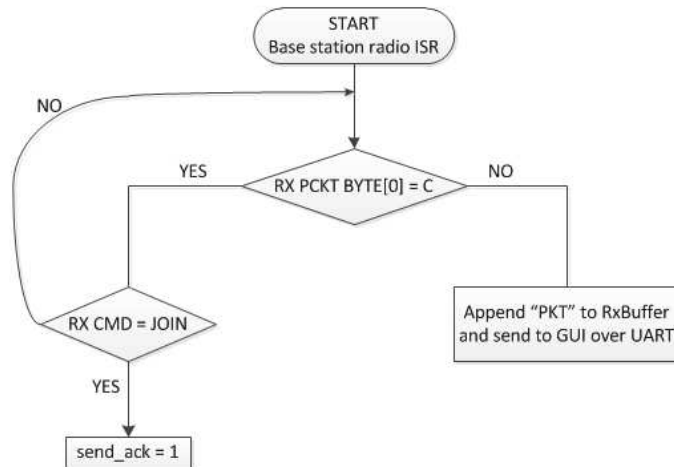 START
Base station radio ISR
NO
YES
RX PCKT BYTE[0] = C
NO
RX CMD = JOIN
Append “PKT” to RxBuffer
and send to GUI over UART
YES
send_ack = 1